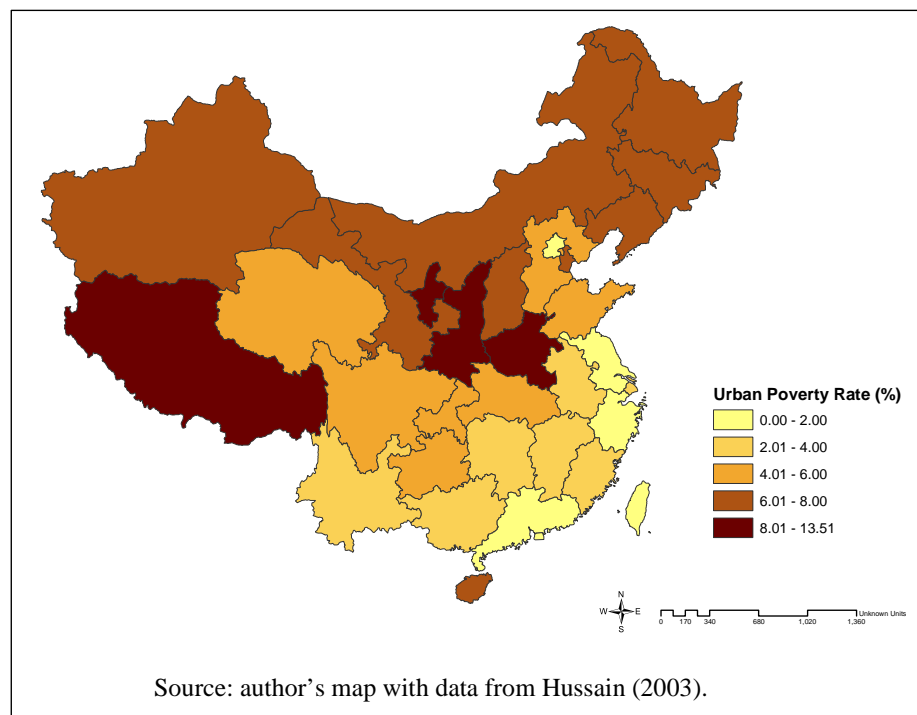 Urban Poverty Rate (%)
0.00 - 2.00
2.01 - 4.00
4.01 - 6.00
6.01 - 8.00
8.01 - 13.51
N
W E
S
Unknown Units
0 170 340 680 1,020 1,360
Source: author’s map with data from Hussain (2003).